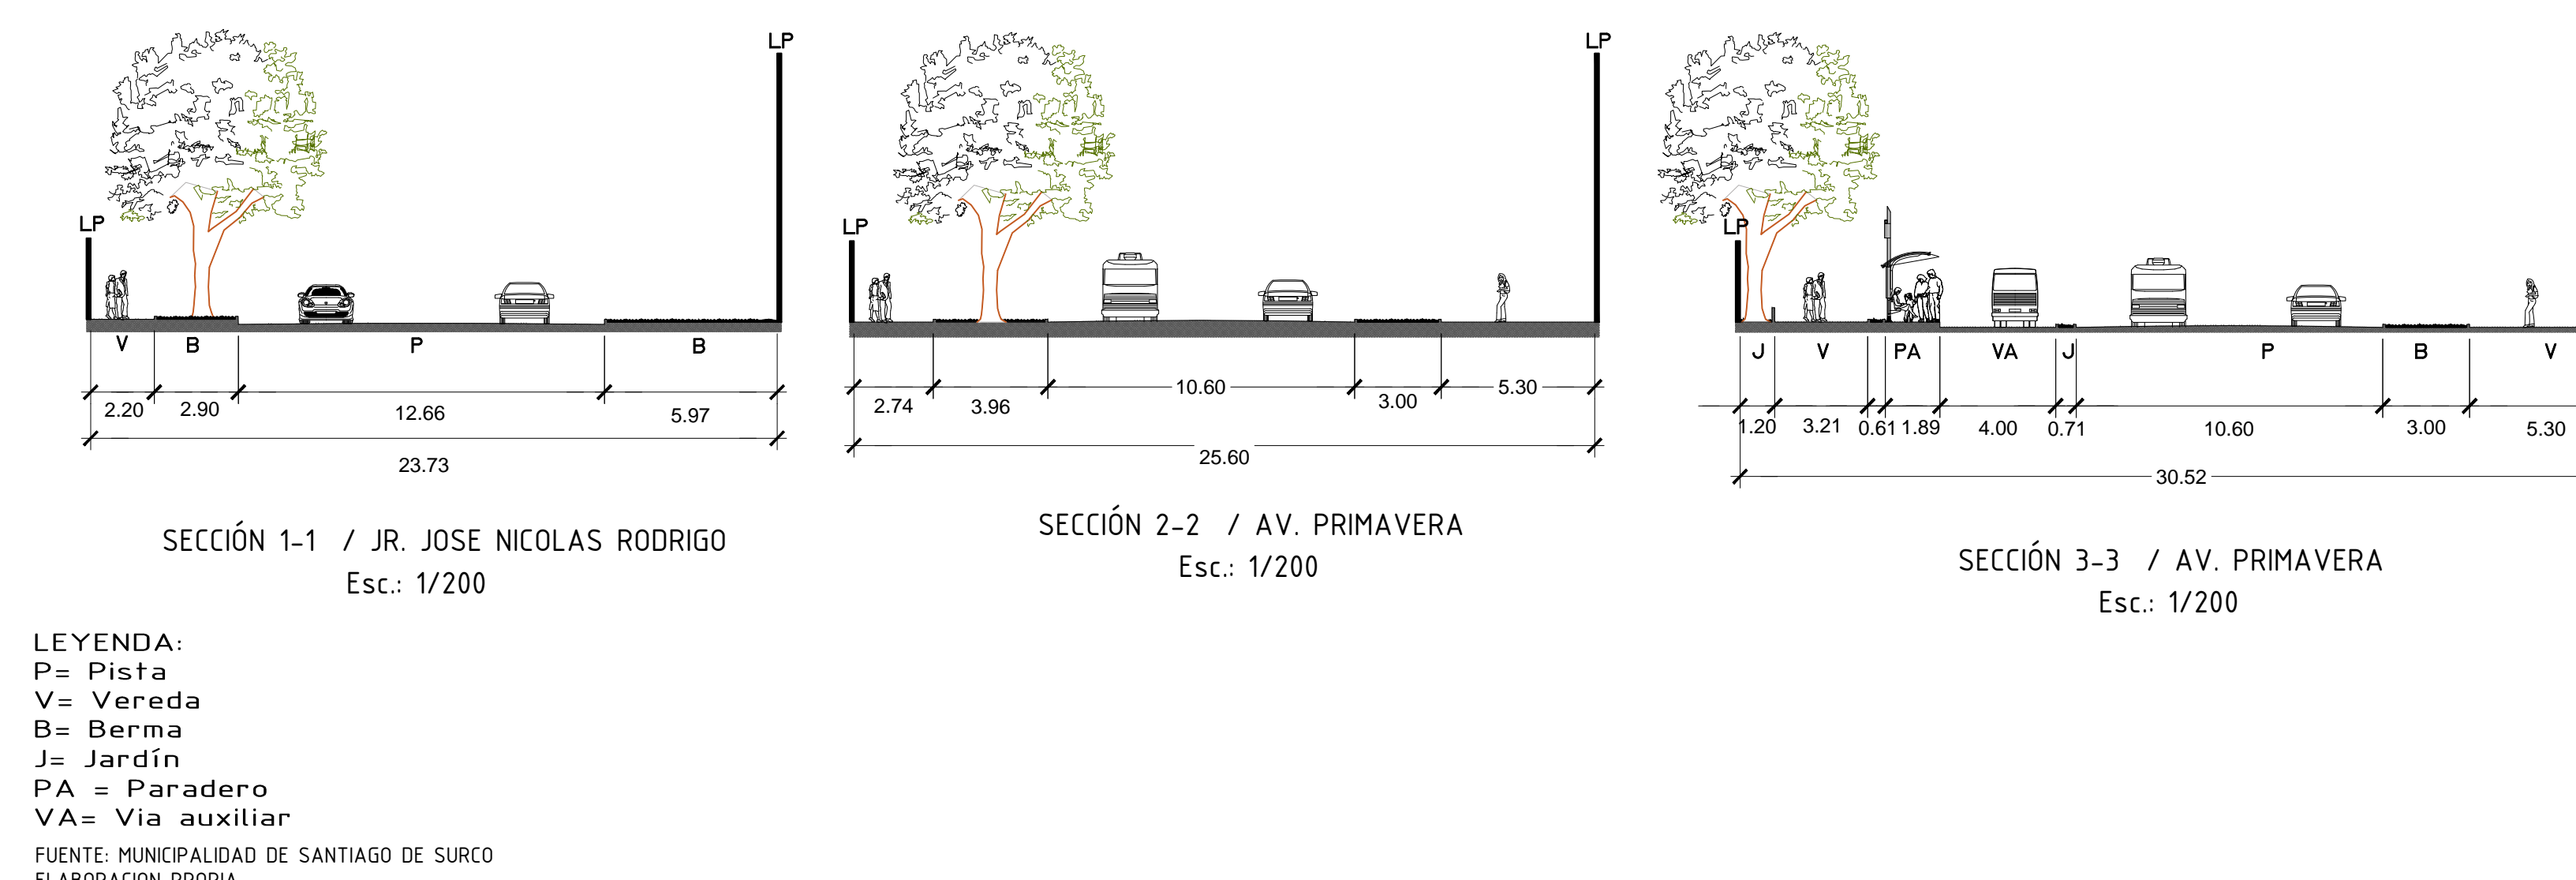 LP
LP
V B P B
2.20 2.90 12.66 5.97
23.73
SECCIÓN 1-1 / JR. JOSE NICOLAS RODRIGO
Esc.: 1/200
LP
LP
2.74 3.96 10.60 3.00 5.30
25.60
SECCIÓN 2-2 / AV. PRIMAVERA
Esc.: 1/200
LP
J V PA VA J P B V
1.20 3.21 0.61 1.89 4.00 0.71 10.60 3.00 5.30
30.52
SECCIÓN 3-3 / AV. PRIMAVERA
Esc.: 1/200
LEYENDA:
P= Pista
V= Vereda
B= Berma
J= Jardín
PA = Paradero
VA= Via auxiliar
FUENTE: MUNICIPALIDAD DE SANTIAGO DE SURCO
ELABORACION PROPIA